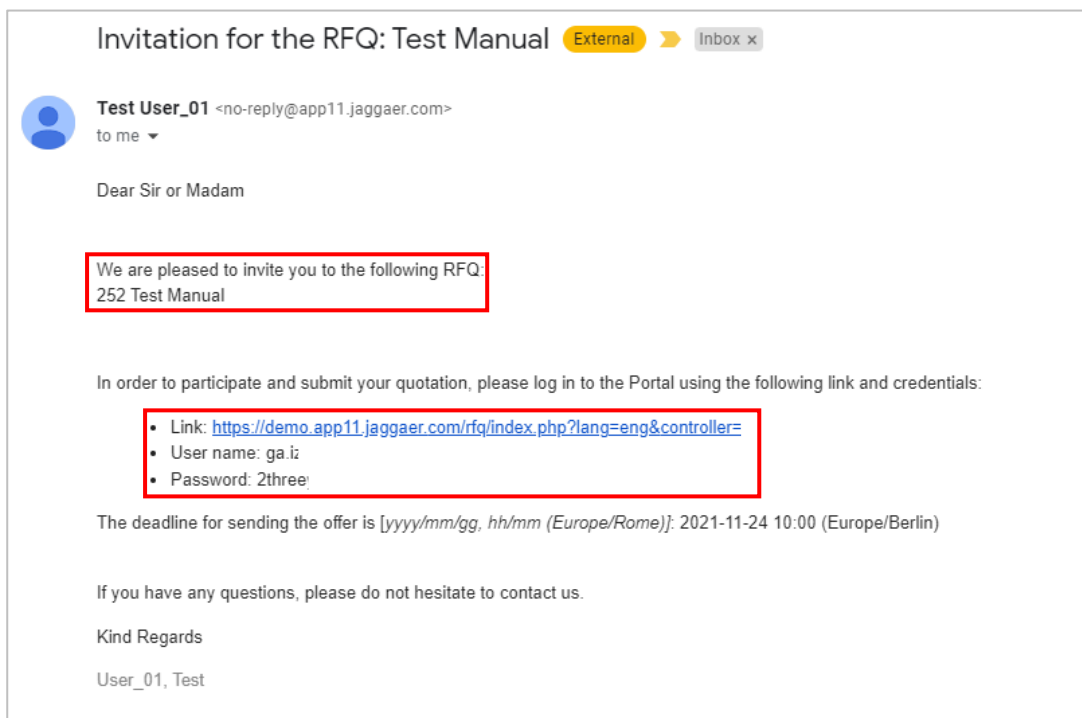 Invitation for the RFQ: Test Manual External Inbox ×
Test User_01 <no-reply@app11.jaggaer.com>
to me
Dear Sir or Madam
We are pleased to invite you to the following RFQ:
252 Test Manual
In order to participate and submit your quotation, please log in to the Portal using the following link and credentials:
• Link: https://demo.app11.jaggaer.com/rfq/index.php?lang=eng&controller=
• User name: ga.iz
• Password: 2three
The deadline for sending the offer is [yyyy/mm/gg, hh/mm (Europe/Rome)]: 2021-11-24 10:00 (Europe/Berlin)
If you have any questions, please do not hesitate to contact us.
Kind Regards
User_01, Test